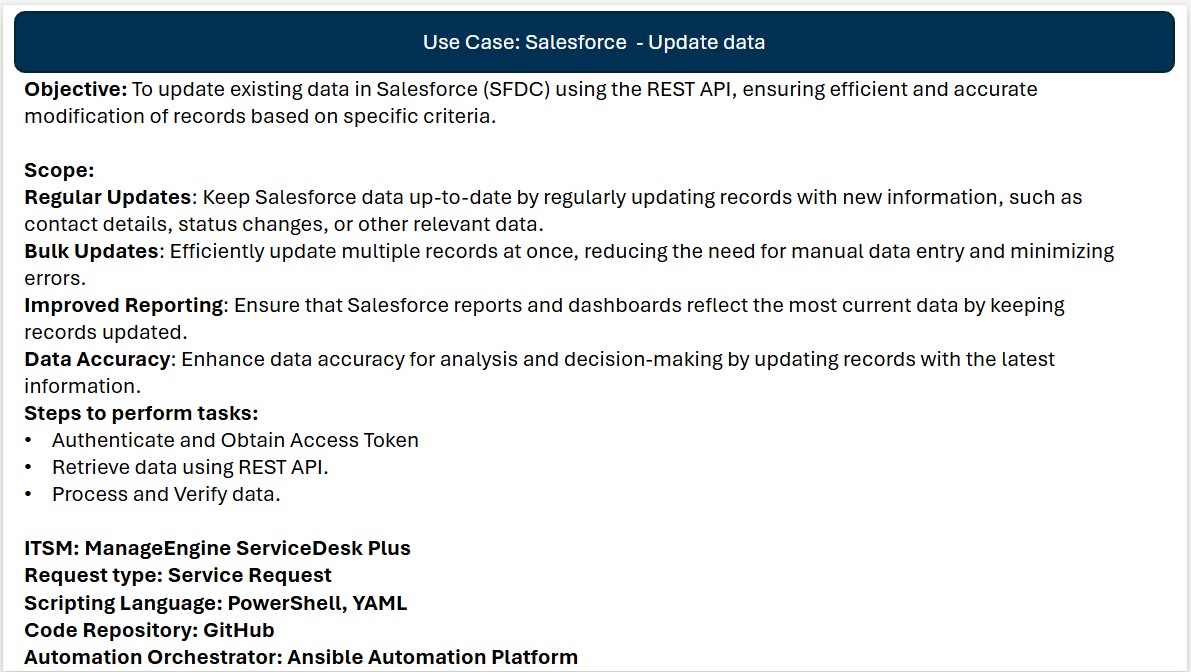 Use Case: Salesforce - Update data
Objective: To update existing data in Salesforce (SFDC) using the REST API, ensuring efficient and accurate
modification of records based on specific criteria.
Scope:
Regular Updates: Keep Salesforce data up-to-date by regularly updating records with new information, such as
contact details, status changes, or other relevant data.
Bulk Updates: Efficiently update multiple records at once, reducing the need for manual data entry and minimizing
errors.
Improved Reporting: Ensure that Salesforce reports and dashboards reflect the most current data by keeping
records updated.
Data Accuracy: Enhance data accuracy for analysis and decision-making by updating records with the latest
information.
Steps to perform tasks:
• Authenticate and Obtain Access Token
• Retrieve data using REST API.
• Process and Verify data.
ITSM: ManageEngine ServiceDesk Plus
Request type: Service Request
Scripting Language: PowerShell, YAML
Code Repository: GitHub
Automation Orchestrator: Ansible Automation Platform